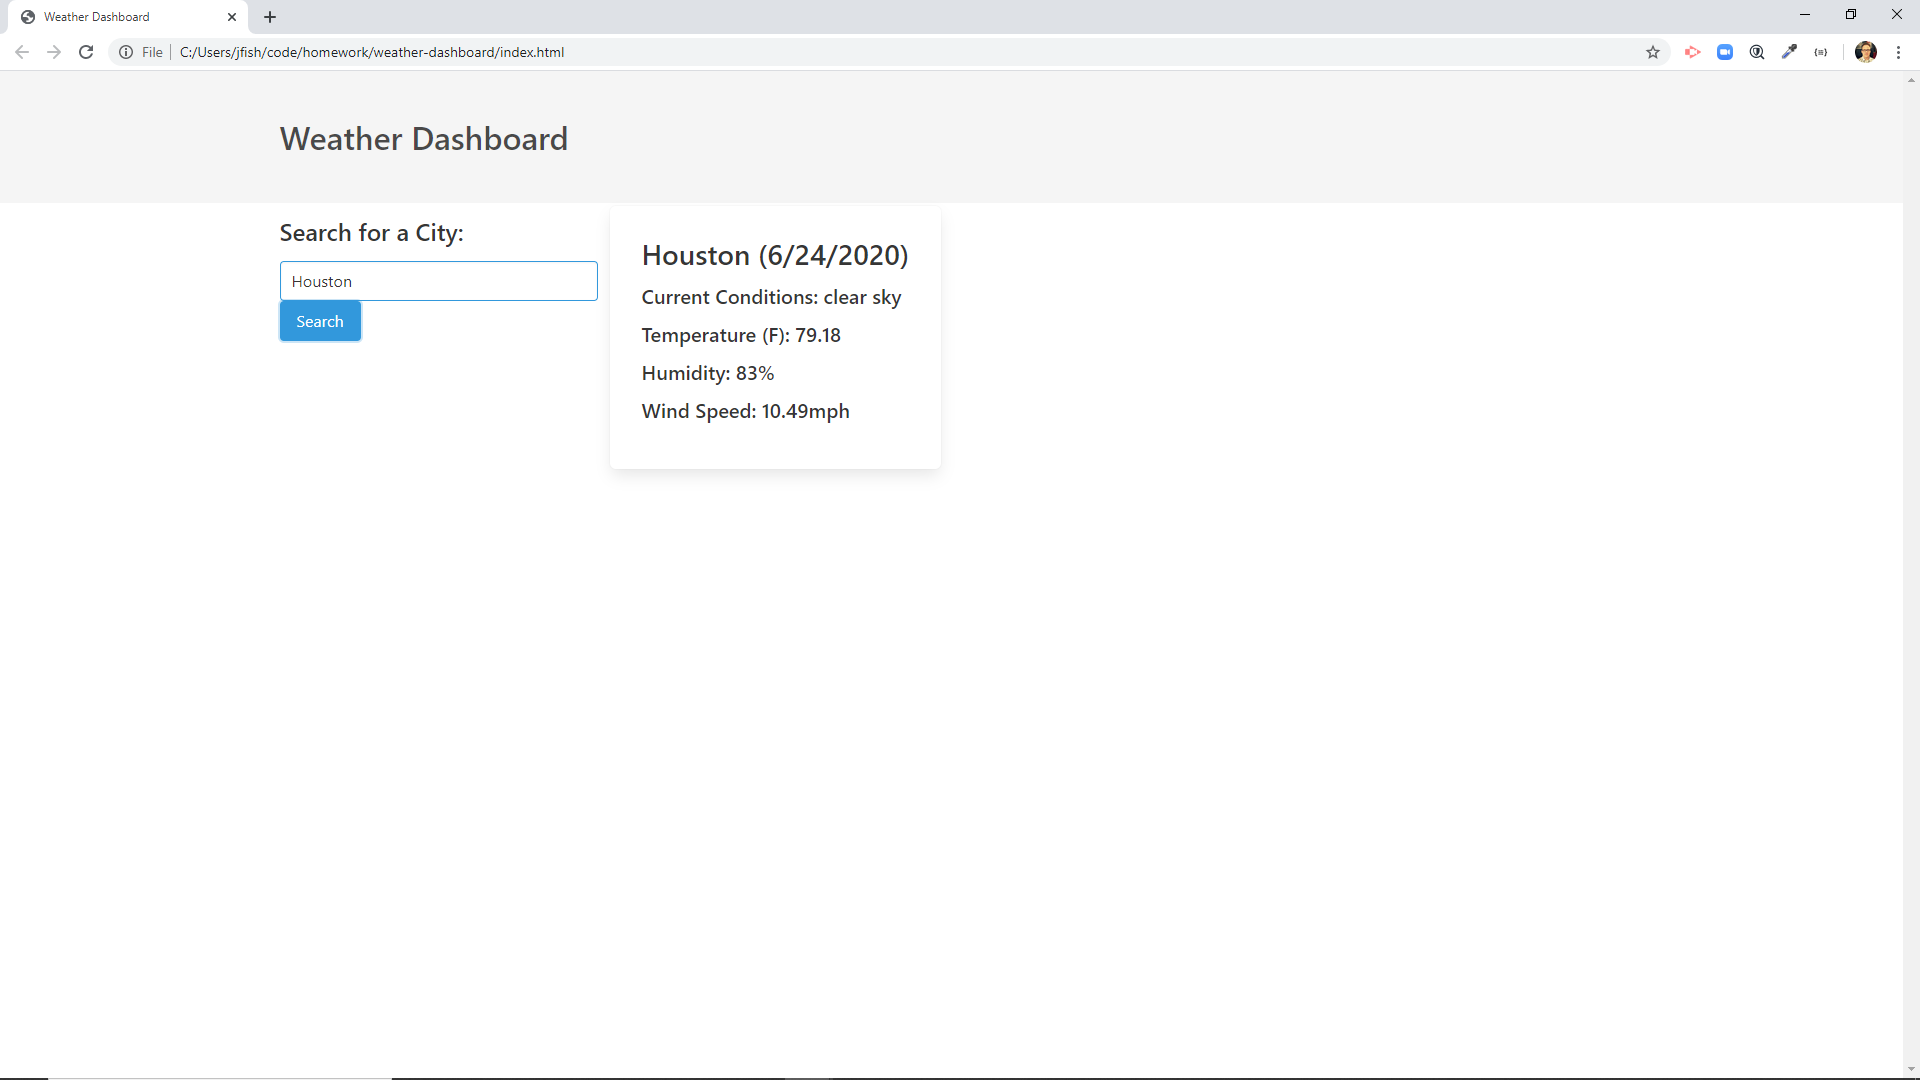 Weather Dashboard
File C:/Users/jfish/code/homework/weather-dashboard/index.html
Weather Dashboard
Search for a City:
Houston
Search
Houston (6/24/2020)
Current Conditions: clear sky
Temperature (F): 79.18
Humidity: 83%
Wind Speed: 10.49mph